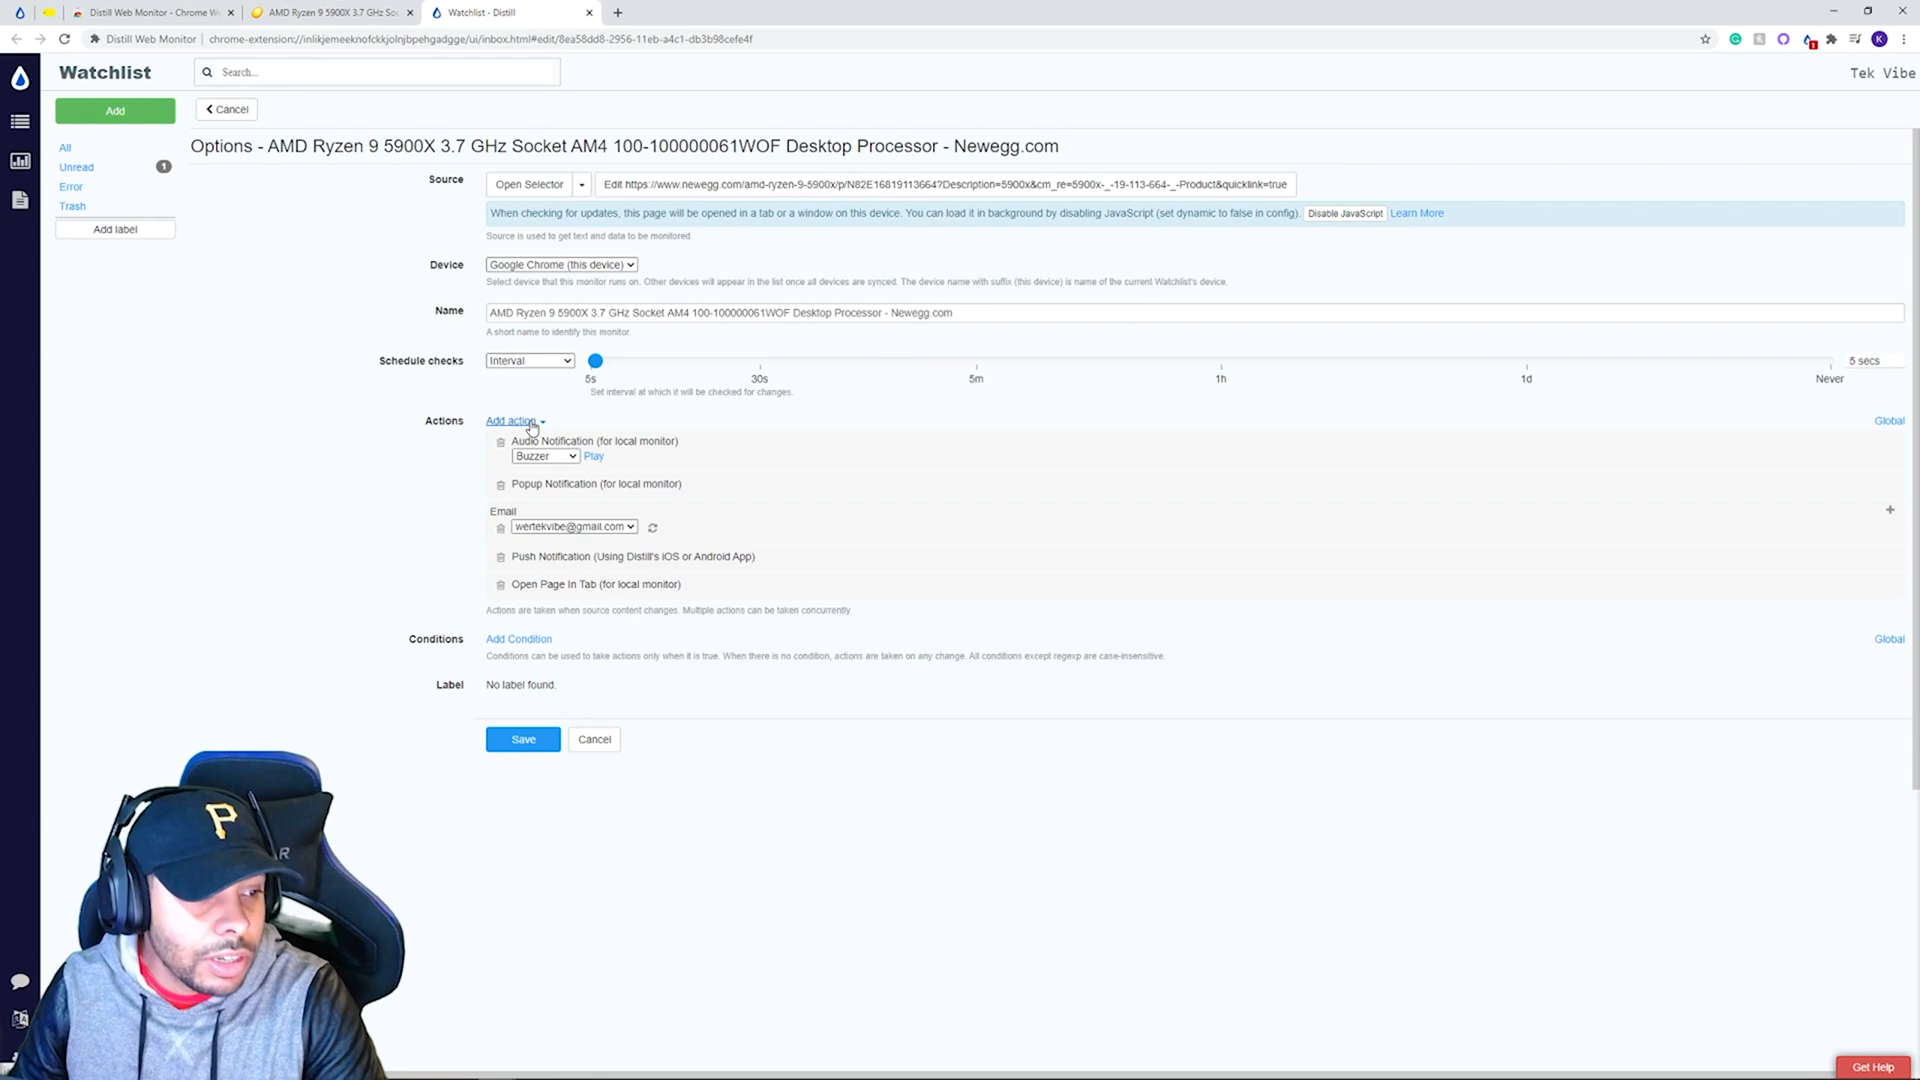 Distill Web Monitor - Chrome We
AMD Ryzen 9 5900X 3.7 GHz Soc
Watchlist - Distill
Distill Web Monitor
chrome-extension://inlikjemeeknofckkjolnjbpehgadgge/ui/inbox.html#edit/8ea58dd8-2956-11eb-a4c1-db3b98cefe4f
1
K
Watchlist
Search...
Tek Vibe
Add
Cancel
All
Unread 1
Error
Trash
Add label
Options - AMD Ryzen 9 5900X 3.7 GHz Socket AM4 100-100000061WOF Desktop Processor - Newegg.com
Source
Open Selector
Edit https://www.newegg.com/amd-ryzen-9-5900x/p/N82E16819113664?Description=5900x&cm_re=5900x-_-19-113-664-_-Product&quicklink=true
When checking for updates, this page will be opened in a tab or a window on this device. You can load it in background by disabling JavaScript (set dynamic to false in config). Disable JavaScript Learn More
Source is used to get text and data to be monitored.
Device
Google Chrome (this device)
Select device that this monitor runs on. Other devices will appear in the list once all devices are synced. The device name with suffix (this device) is name of the current Watchlist's device.
Name
AMD Ryzen 9 5900X 3.7 GHz Socket AM4 100-100000061WOF Desktop Processor - Newegg.com
A short name to identify this monitor.
Schedule checks
Interval
5 secs
5s 30s 5m 1h 1d Never
Set interval at which it will be checked for changes.
Actions
Add action
Global
Audio Notification (for local monitor)
Buzzer Play
Popup Notification (for local monitor)
Email
wertekvibe@gmail.com
Push Notification (Using Distill's iOS or Android App)
Open Page In Tab (for local monitor)
Actions are taken when source content changes. Multiple actions can be taken concurrently.
Conditions
Add Condition
Global
Conditions can be used to take actions only when it is true. When there is no condition, actions are taken on any change. All conditions except regexp are case-insensitive.
Label
No label found.
Save
Cancel
P
AR
Get Help